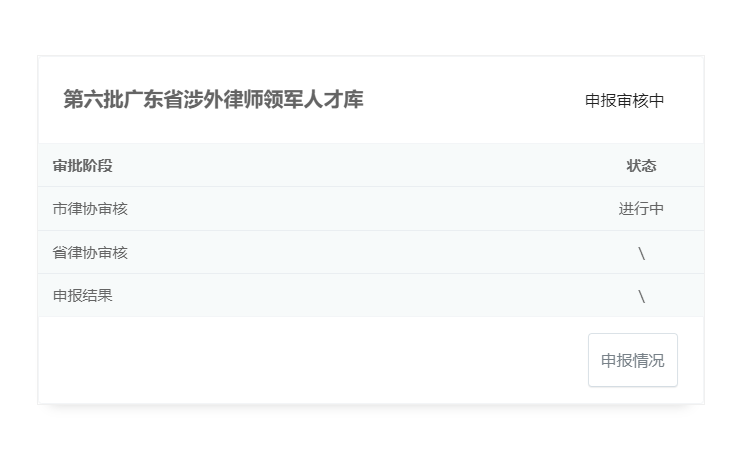 第六批广东省涉外律师领军人才库 申报审核中
审批阶段 状态
市律协审核 进行中
省律协审核 \
申报结果 \
申报情况